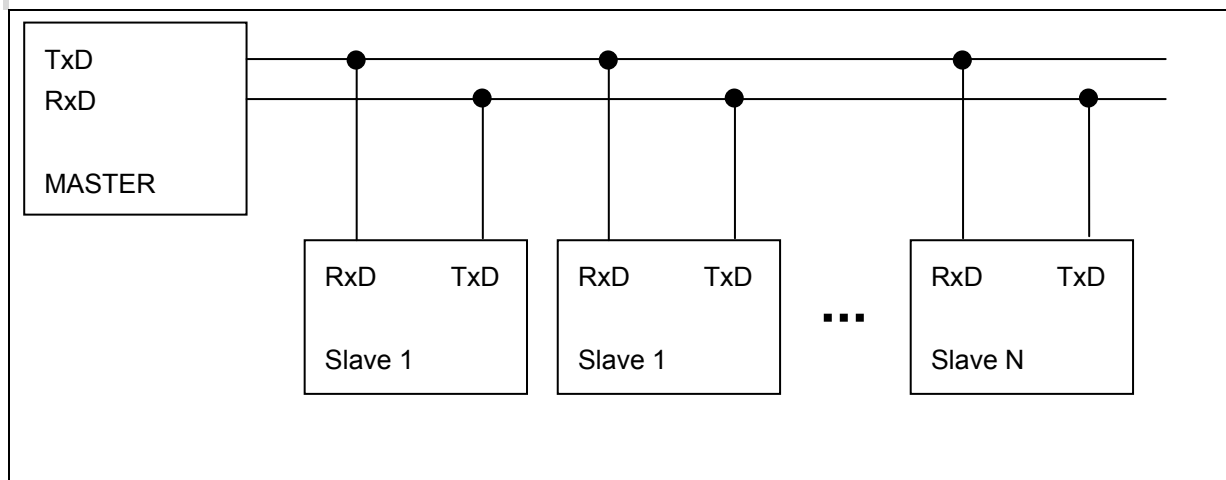 TxD
RxD
MASTER
RxD TxD RxD TxD RxD TxD
...
Slave 1 Slave 1 Slave N